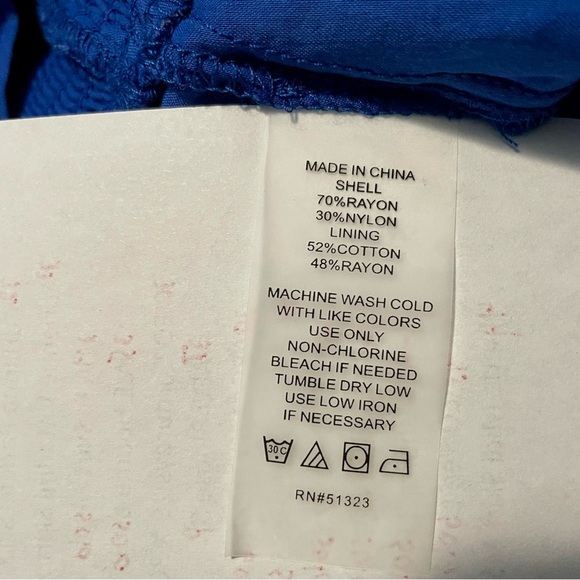 MADE IN CHINA
SHELL
70%RAYON
30%NYLON
LINING
52%COTTON
48%RAYON
MACHINE WASH COLD
WITH LIKE COLORS
USE ONLY
NON-CHLORINE
BLEACH IF NEEDED
TUMBLE DRY LOW
USE LOW IRON
IF NECESSARY
30C
RN#51323